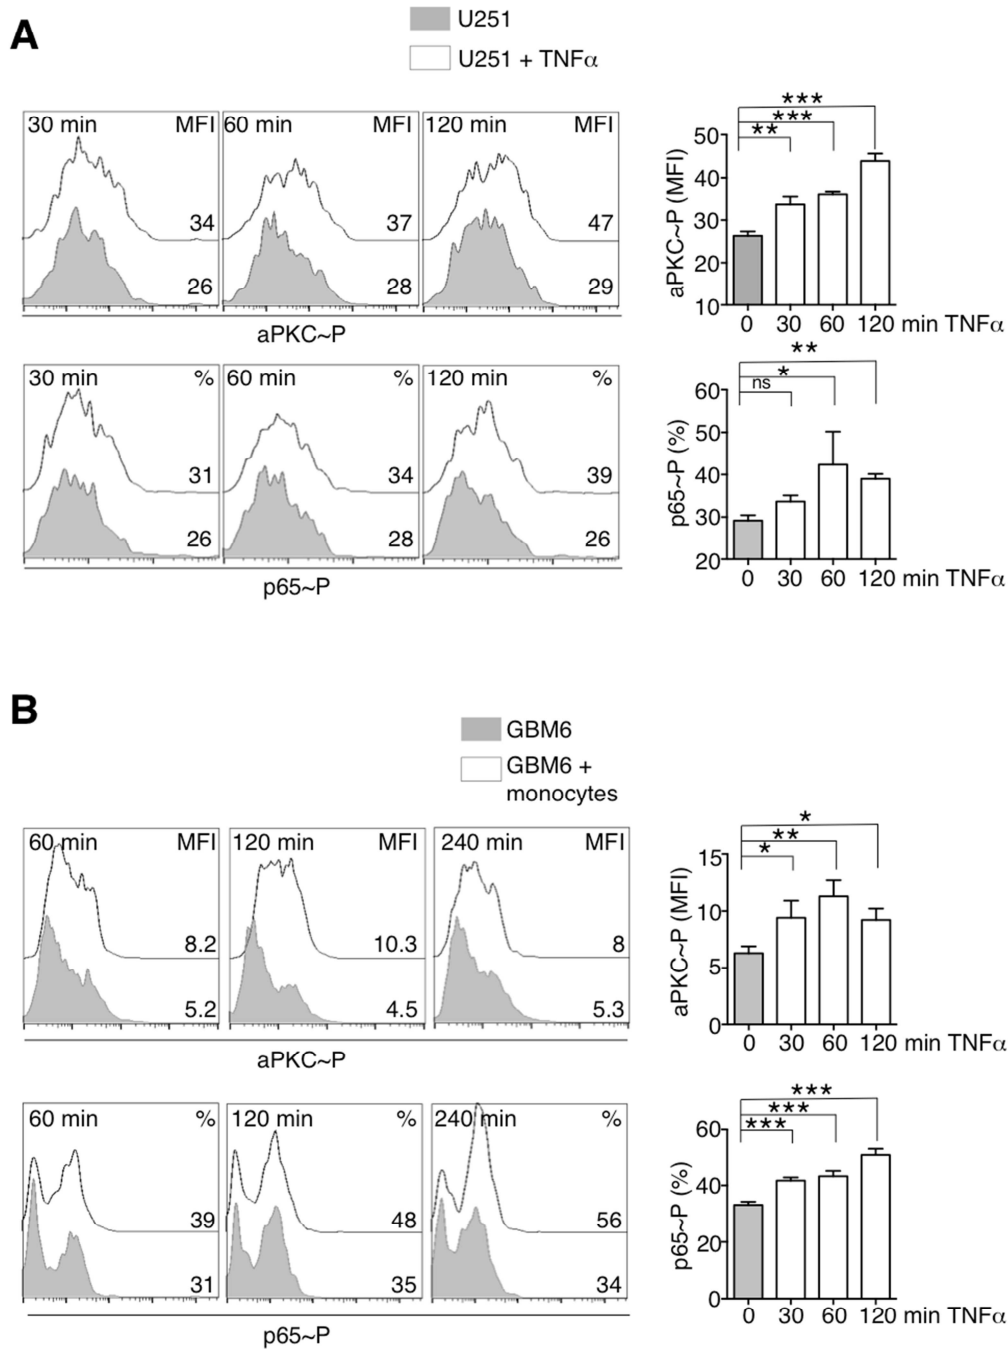 A
U251
U251 + TNFα
30 min MFI
34
26
60 min MFI
37
28
120 min MFI
47
29
aPKC~P
***
***
**
50
40
30
20
10
aPKC~P (MFI)
0 30 60 120 min TNFα
30 min %
31
26
60 min %
34
28
120 min %
39
26
p65~P
**
*
ns
60
50
40
30
20
p65~P (%)
0 30 60 120 min TNFα
B
GBM6
GBM6 +
monocytes
60 min MFI
8.2
5.2
120 min MFI
10.3
4.5
240 min MFI
8
5.3
aPKC~P
*
**
*
15
10
5
0
aPKC~P (MFI)
0 30 60 120 min TNFα
60 min %
39
31
120 min %
48
35
240 min %
56
34
p65~P
***
***
***
60
40
20
0
p65~P (%)
0 30 60 120 min TNFα